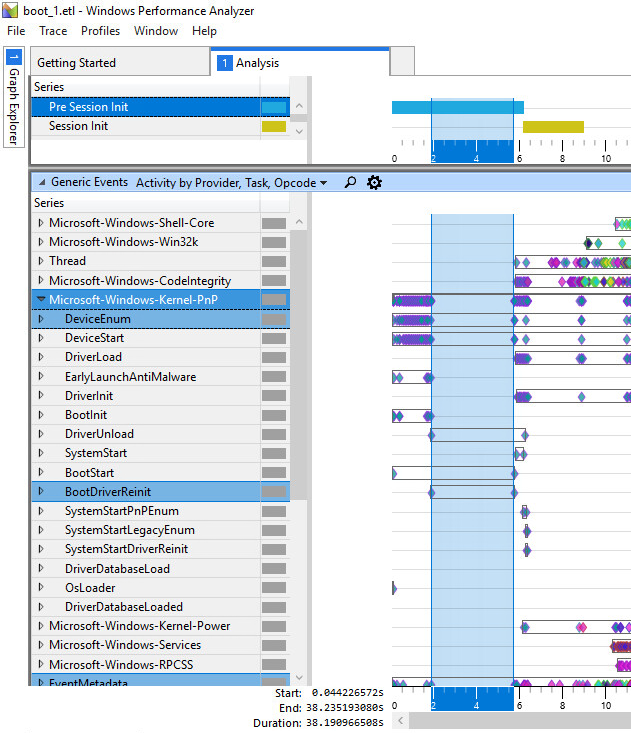 boot_1.etl - Windows Performance Analyzer
File Trace Profiles Window Help
1 Graph Explorer
Getting Started
1 Analysis
Series
Pre Session Init
Session Init
0 2 4 6 8 10
Generic Events Activity by Provider, Task, Opcode
Series
Microsoft-Windows-Shell-Core
Microsoft-Windows-Win32k
Thread
Microsoft-Windows-CodeIntegrity
Microsoft-Windows-Kernel-PnP
DeviceEnum
DeviceStart
DriverLoad
EarlyLaunchAntiMalware
DriverInit
BootInit
DriverUnload
SystemStart
BootStart
BootDriverReinit
SystemStartPnPEnum
SystemStartLegacyEnum
SystemStartDriverReinit
DriverDatabaseLoad
OsLoader
DriverDatabaseLoaded
Microsoft-Windows-Kernel-Power
Microsoft-Windows-Services
Microsoft-Windows-RPCSS
EventMetadata
0 2 4 6 8 10
Start: 0.044226572s
End: 38.235193080s
Duration: 38.190966508s